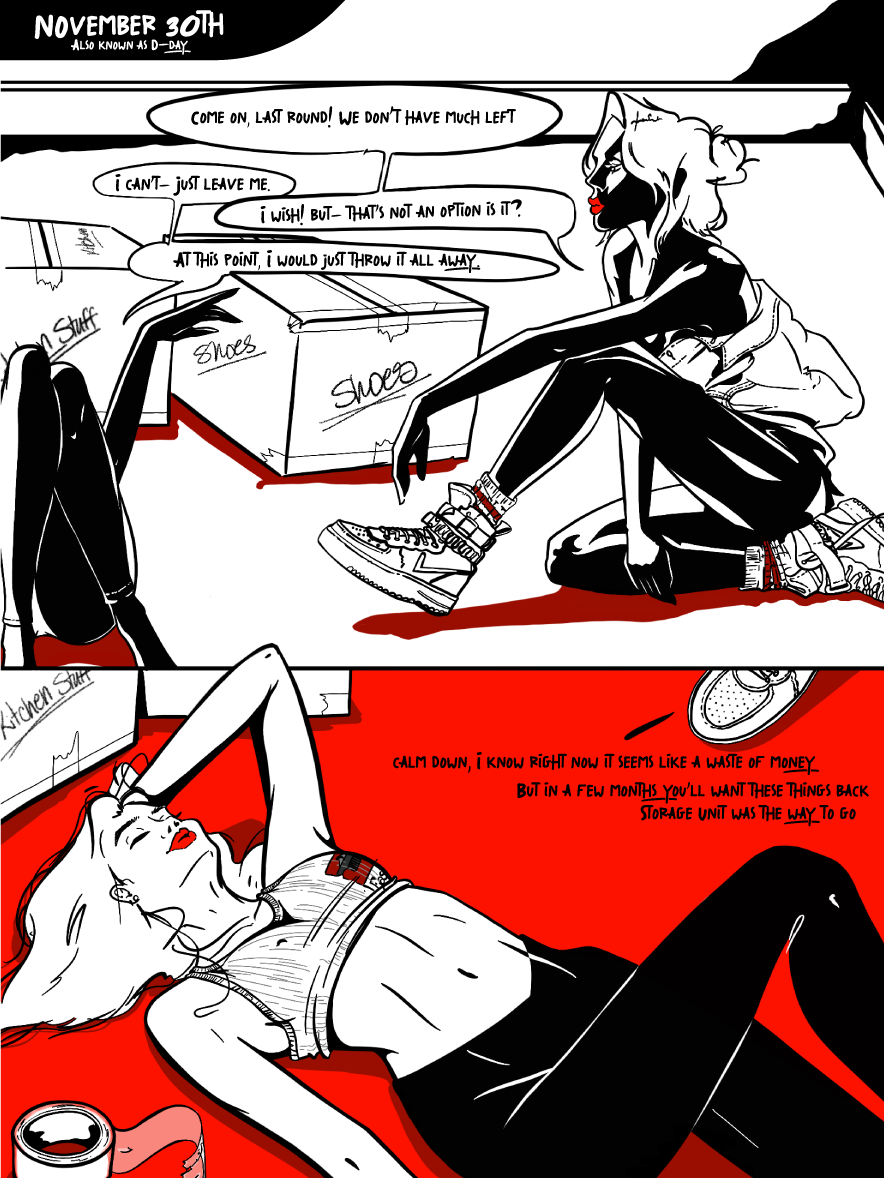 NOVEMBER 30TH
ALSO KNOWN AS D-DAY
COME ON, LAST ROUND! WE DON'T HAVE MUCH LEFT
I CAN'T- JUST LEAVE ME.
I WISH! BUT- THAT'S NOT AN OPTION IS IT?
AT THIS POINT, I WOULD JUST THROW IT ALL AWAY.
Kitchen
Stuff
Shoes
Shoes
Kitchen Stuff
CALM DOWN, I KNOW RIGHT NOW IT SEEMS LIKE A WASTE OF MONEY
BUT IN A FEW MONTHS YOU'LL WANT THESE THINGS BACK
STORAGE UNIT WAS THE WAY TO GO